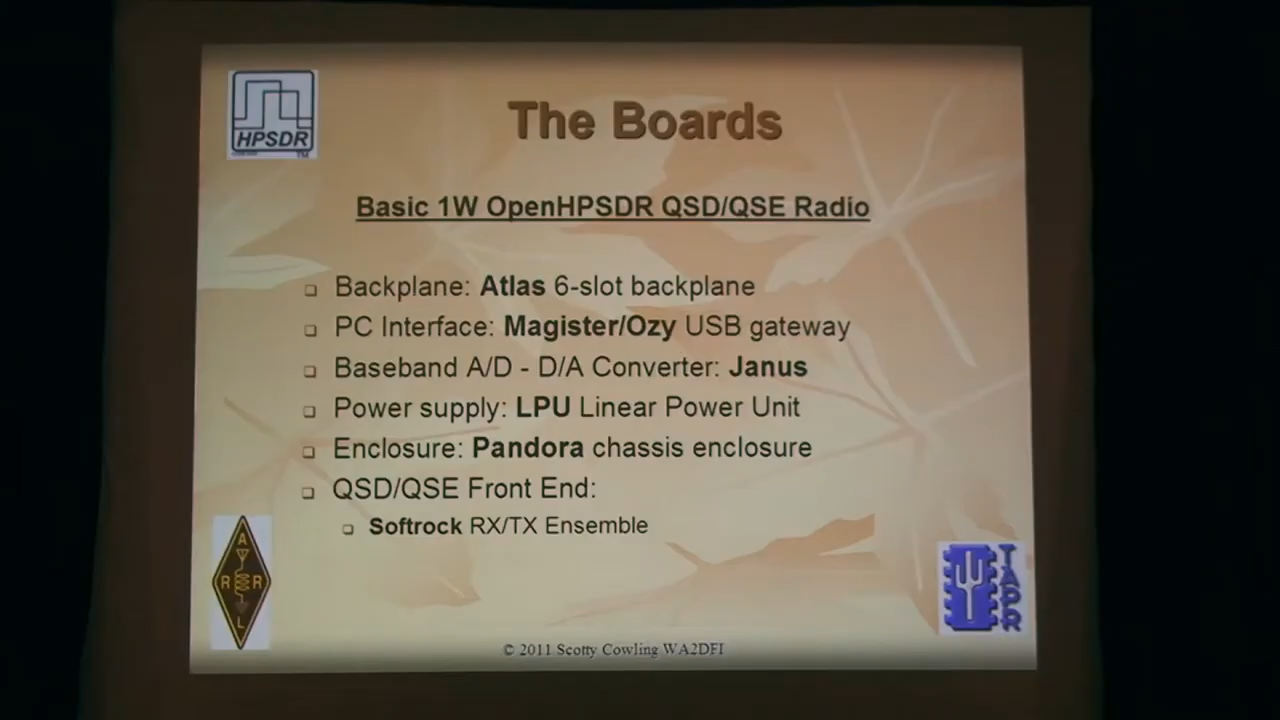 HPSDR
TM
The Boards
Basic 1W OpenHPSDR QSD/QSE Radio
Backplane: Atlas 6-slot backplane
PC Interface: Magister/Ozy USB gateway
Baseband A/D - D/A Converter: Janus
Power supply: LPU Linear Power Unit
Enclosure: Pandora chassis enclosure
QSD/QSE Front End:
Softrock RX/TX Ensemble
A
R R
L
TAPR
© 2011 Scotty Cowling WA2DFI